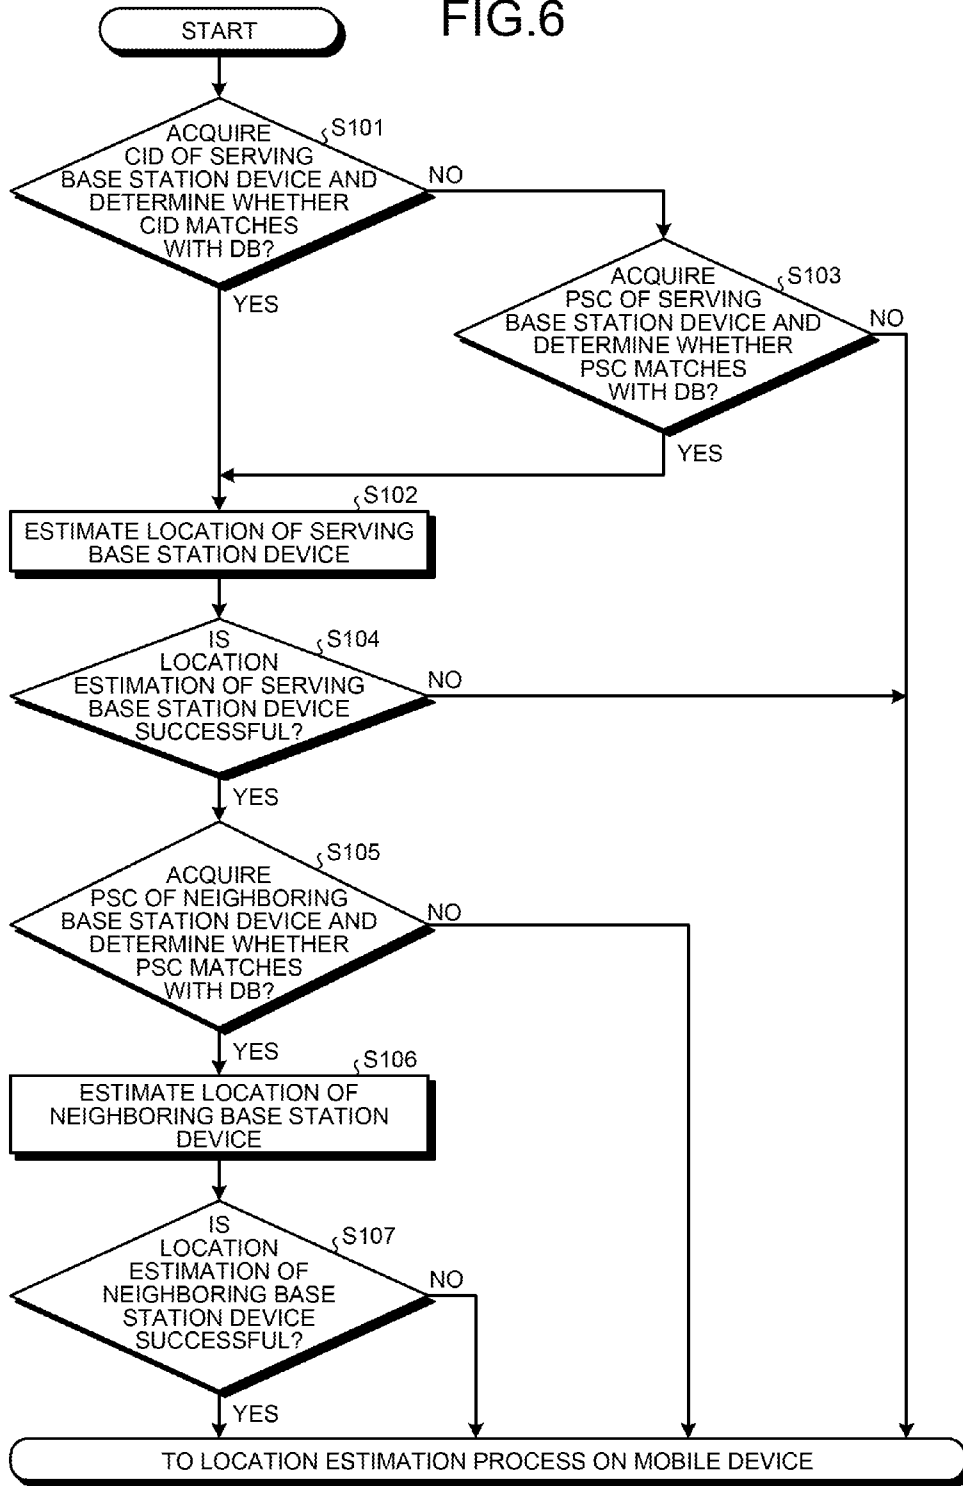 FIG.6
START
S101
ACQUIRE
CID OF SERVING
BASE STATION DEVICE AND
DETERMINE WHETHER
CID MATCHES
WITH DB?
NO
YES
S103
ACQUIRE
PSC OF SERVING
BASE STATION DEVICE AND
DETERMINE WHETHER
PSC MATCHES
WITH DB?
NO
YES
S102
ESTIMATE LOCATION OF SERVING
BASE STATION DEVICE
S104
IS
LOCATION
ESTIMATION OF SERVING
BASE STATION DEVICE
SUCCESSFUL?
NO
YES
S105
ACQUIRE
PSC OF NEIGHBORING
BASE STATION DEVICE AND
DETERMINE WHETHER
PSC MATCHES
WITH DB?
NO
YES
S106
ESTIMATE LOCATION OF
NEIGHBORING BASE STATION
DEVICE
S107
IS
LOCATION
ESTIMATION OF
NEIGHBORING BASE
STATION DEVICE
SUCCESSFUL?
NO
YES
TO LOCATION ESTIMATION PROCESS ON MOBILE DEVICE